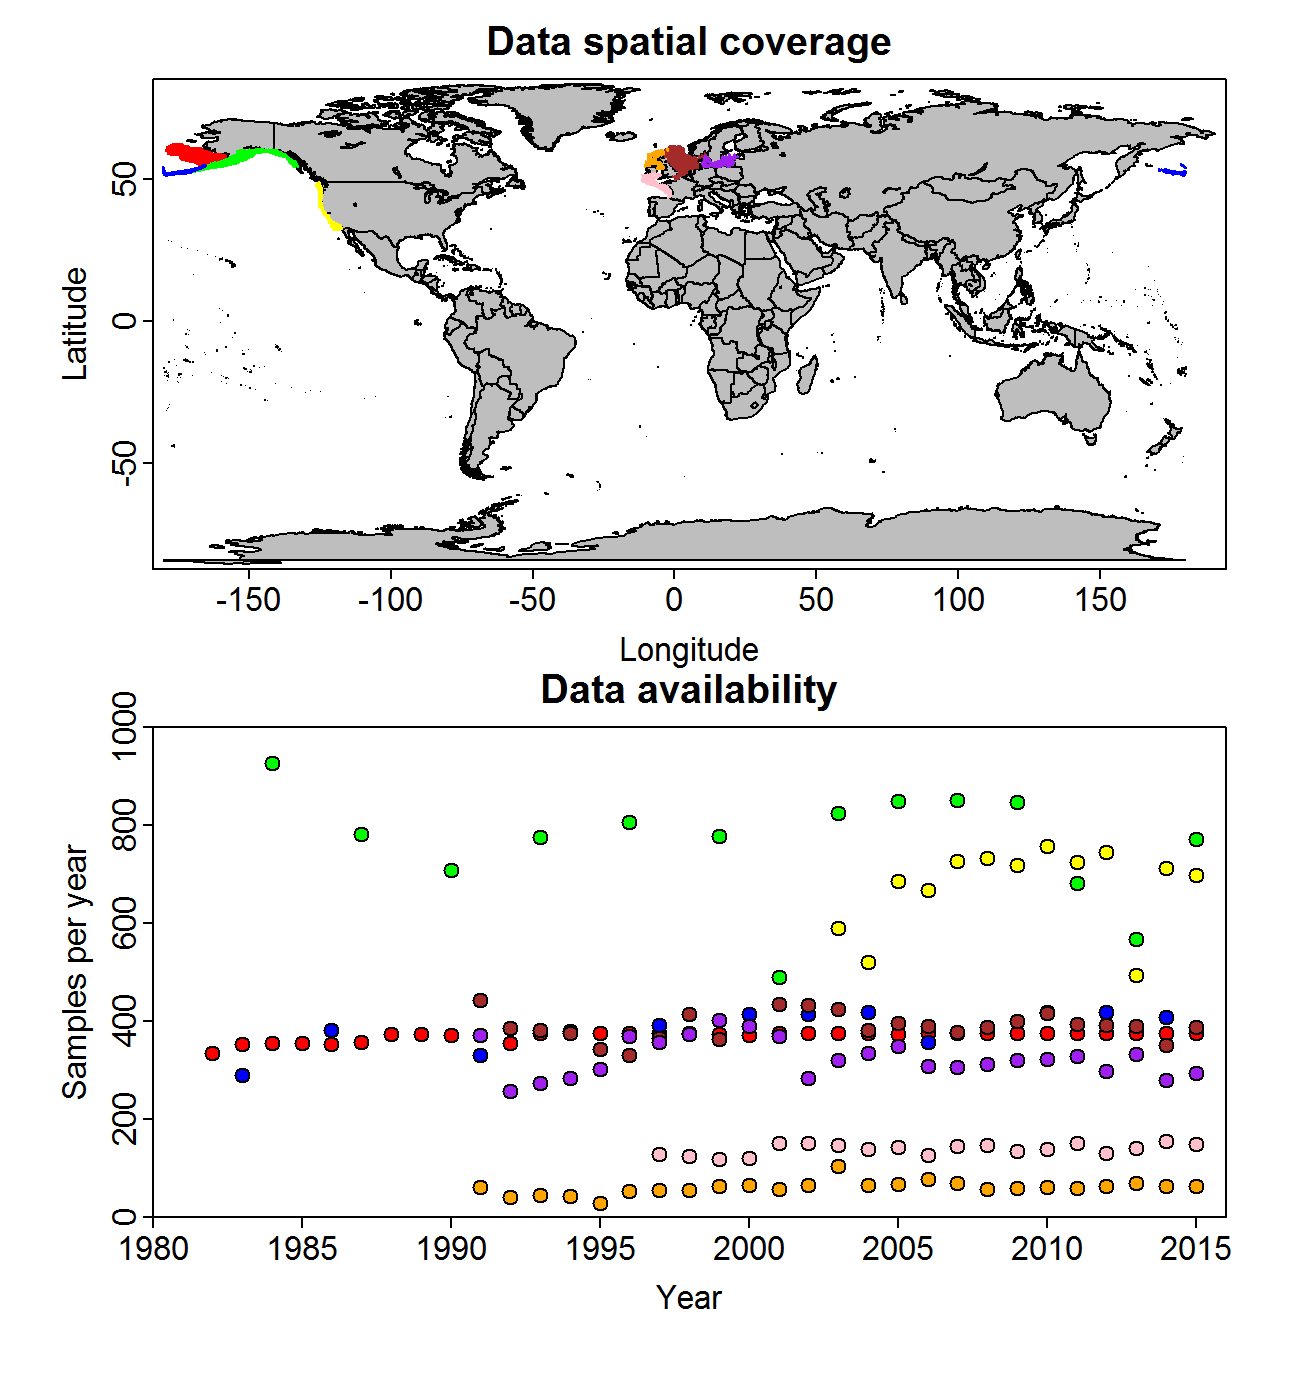 Data spatial coverage
Latitude
50
0
-50
-150 -100 -50 0 50 100 150
Longitude
Data availability
Samples per year
1000
800
600
400
200
0
1980 1985 1990 1995 2000 2005 2010 2015
Year